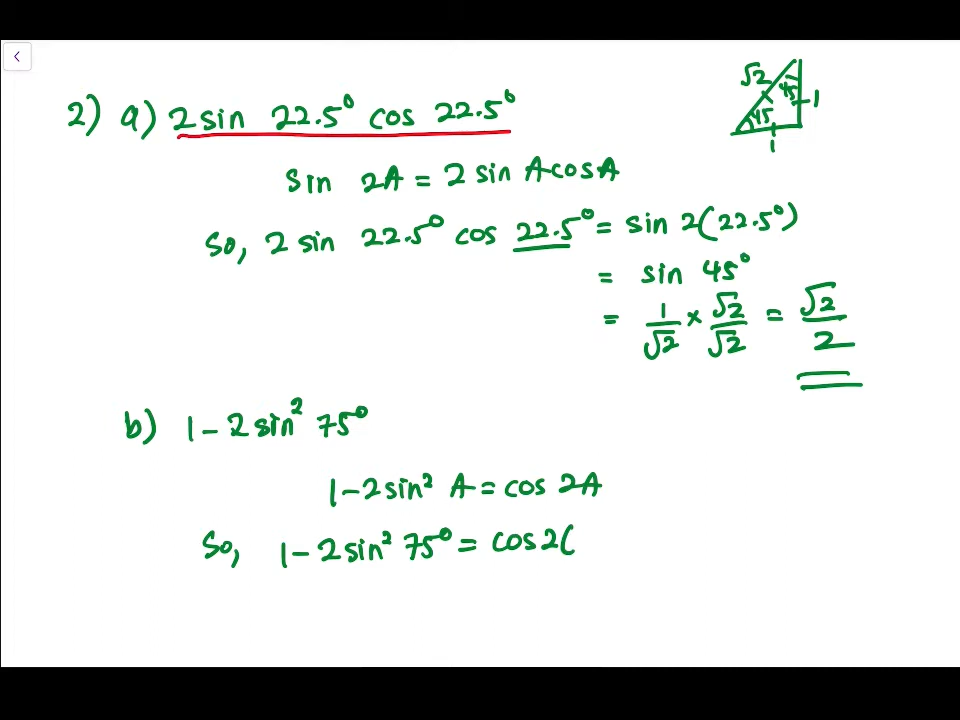 2) a) 2 sin 22.5° cos 22.5°
√2 45 45 1 1
sin 2A = 2 sin A cos A
So, 2 sin 22.5° cos 22.5° = sin 2(22.5°)
= sin 45°
= 1/√2 × √2/√2 = √2/2
b) 1 - 2 sin² 75°
1 - 2 sin² A = cos 2A
So, 1 - 2 sin² 75° = cos 2(